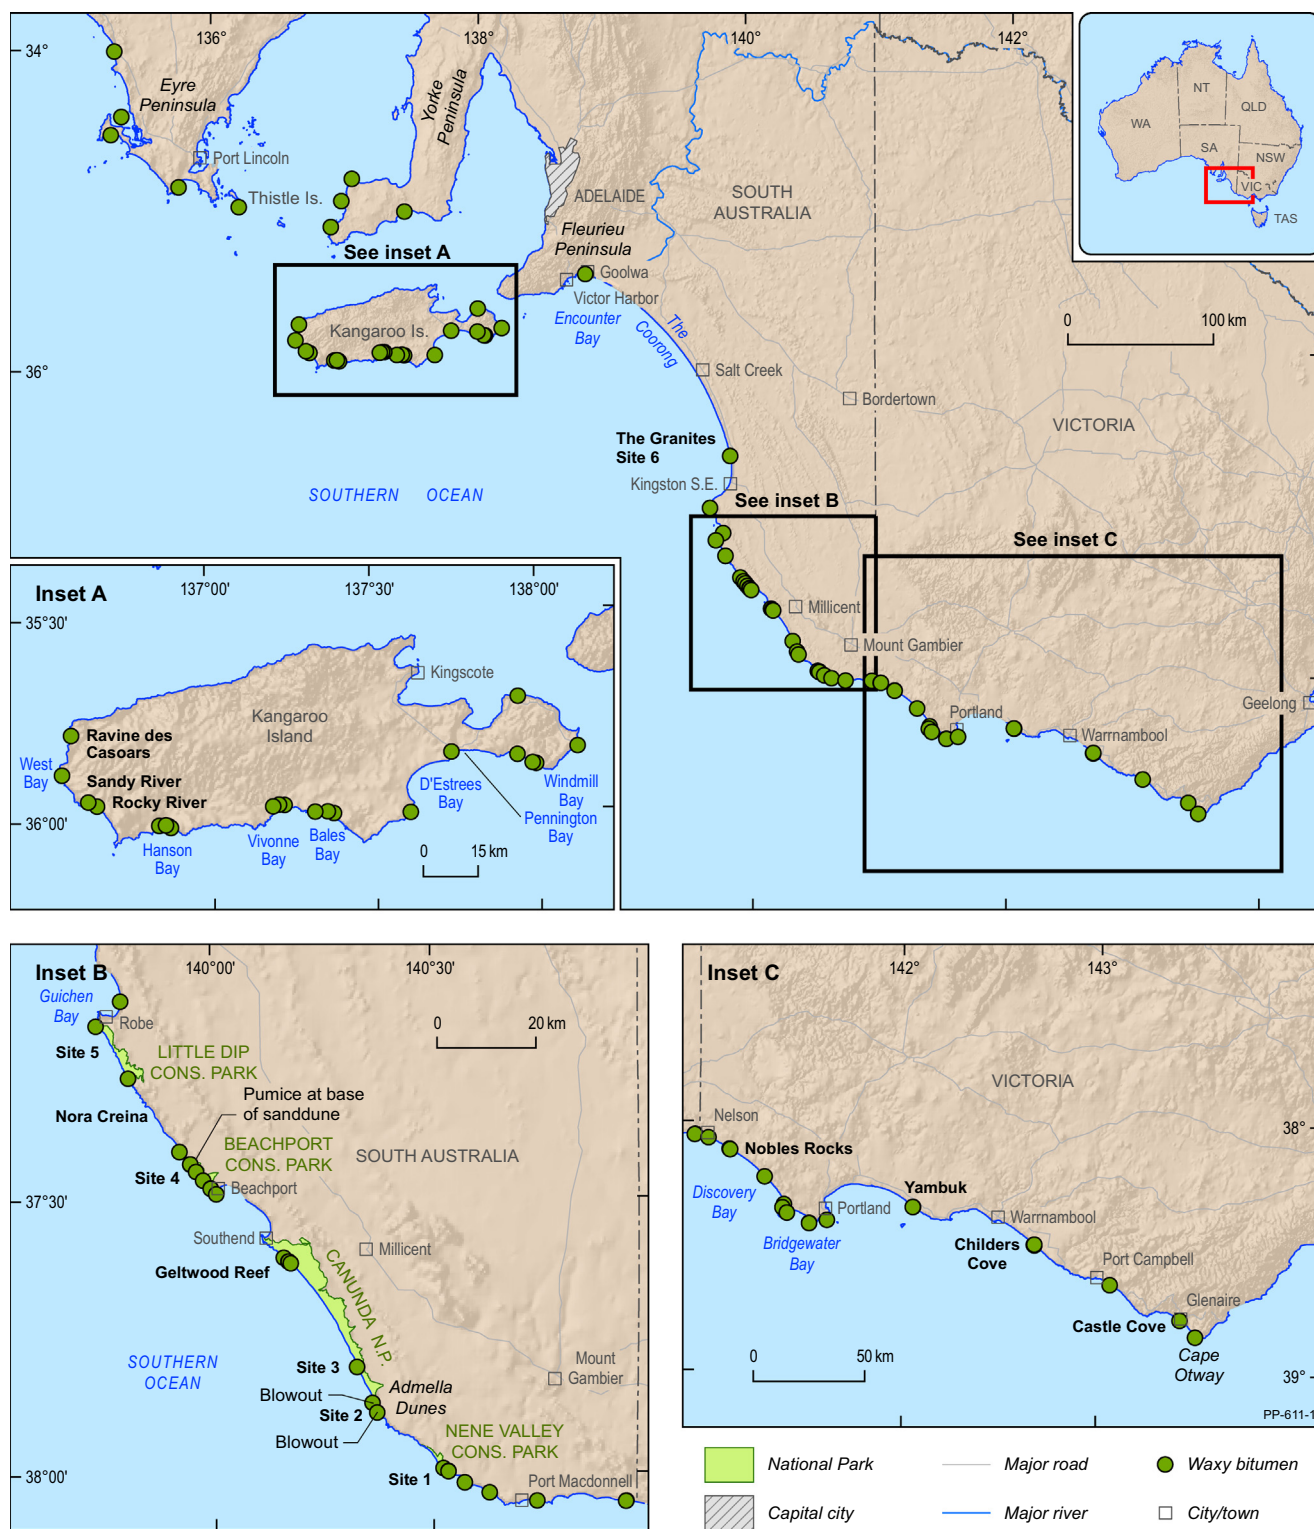 136°
138°
140°
142°
34°
36°
Eyre
Peninsula
Port Lincoln
Thistle Is.
Yorke
Peninsula
ADELAIDE
Fleurieu
Peninsula
SOUTH
AUSTRALIA
See inset A
Kangaroo Is.
Goolwa
Victor Harbor
Encounter
Bay
The
Coorong
Salt Creek
Bordertown
VICTORIA
The Granites
Site 6
Kingston S.E.
SOUTHERN OCEAN
See inset B
See inset C
Millicent
Mount Gambier
Portland
Warrnambool
Geelong
0
100 km
WA
NT
QLD
SA
NSW
VIC
TAS
Inset A
137°00'
137°30'
138°00'
35°30'
36°00'
Kingscote
Kangaroo
Island
Ravine des
Casoars
West
Bay
Sandy River
Rocky River
Hanson
Bay
Vivonne
Bay
Bales
Bay
D'Estrees
Bay
Windmill
Bay
Pennington
Bay
0
15 km
Inset B
140°00'
140°30'
37°30'
38°00'
Guichen
Bay
Robe
Site 5
LITTLE DIP
CONS. PARK
Nora Creina
Pumice at base
of sanddune
BEACHPORT
CONS. PARK
Site 4
Beachport
SOUTH AUSTRALIA
Southend
Millicent
Geltwood Reef
CANUNDA N.P.
SOUTHERN
OCEAN
Site 3
Mount
Gambier
Blowout
Admella
Dunes
Site 2
Blowout
NENE VALLEY
CONS. PARK
Site 1
Port Macdonnell
0
20 km
Inset C
142°
143°
38°
39°
VICTORIA
Nelson
Nobles Rocks
Discovery
Bay
Portland
Bridgewater
Bay
Yambuk
Warrnambool
Childers
Cove
Port Campbell
Glenaire
Castle Cove
Cape
Otway
0
50 km
PP-611-1
National Park
Major road
Waxy bitumen
Capital city
Major river
City/town